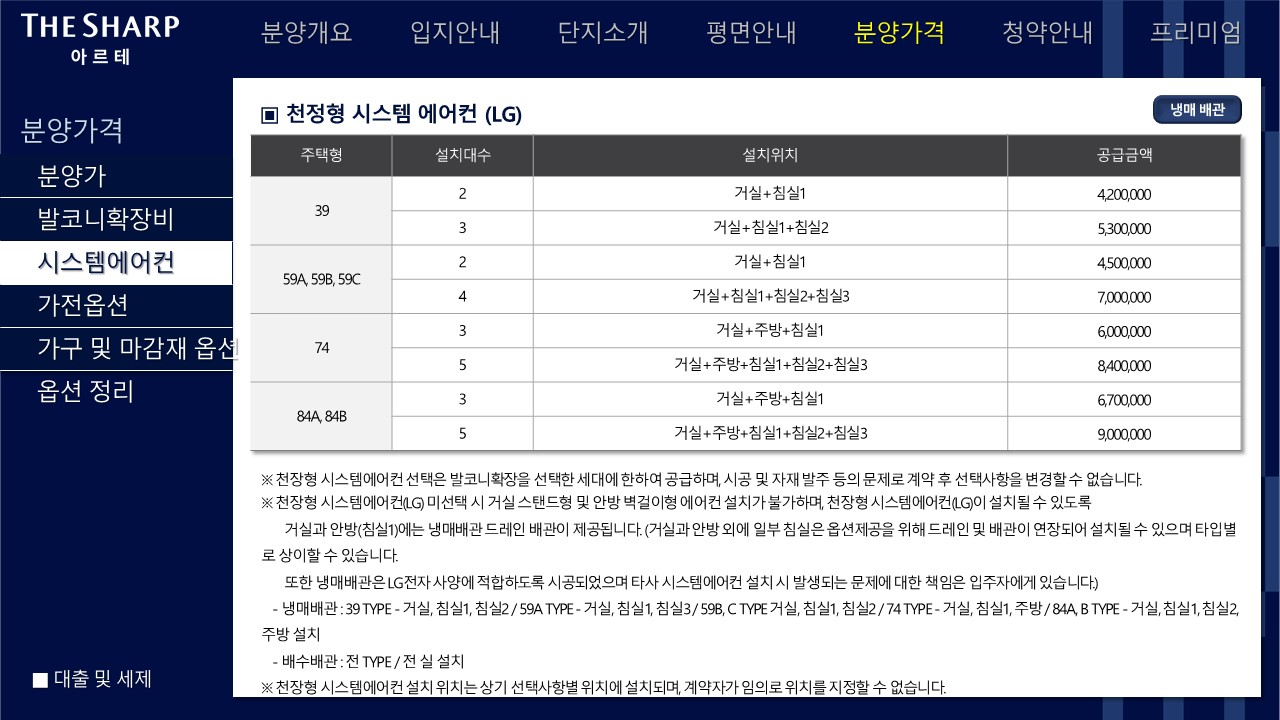 THE SHARP
아르테
분양개요 입지안내 단지소개 평면안내 분양가격 청약안내 프리미엄
분양가격
분양가
발코니확장비
시스템에어컨
가전옵션
가구 및 마감재 옵션
옵션 정리
■ 대출 및 세제
▣ 천정형 시스템 에어컨 (LG)
냉매 배관
주택형 설치대수 설치위치 공급금액
39 2 거실+침실1 4,200,000
3 거실+침실1+침실2 5,300,000
59A, 59B, 59C 2 거실+침실1 4,500,000
4 거실+침실1+침실2+침실3 7,000,000
74 3 거실+주방+침실1 6,000,000
5 거실+주방+침실1+침실2+침실3 8,400,000
84A, 84B 3 거실+주방+침실1 6,700,000
5 거실+주방+침실1+침실2+침실3 9,000,000
※ 천장형 시스템에어컨 선택은 발코니확장을 선택한 세대에 한하여 공급하며, 시공 및 자재 발주 등의 문제로 계약 후 선택사항을 변경할 수 없습니다.
※ 천장형 시스템에어컨(LG) 미선택 시 거실 스탠드형 및 안방 벽걸이형 에어컨 설치가 불가하며, 천장형 시스템에어컨(LG)이 설치될 수 있도록
거실과 안방(침실1)에는 냉매배관 드레인 배관이 제공됩니다. (거실과 안방 외에 일부 침실은 옵션제공을 위해 드레인 및 배관이 연장되어 설치될 수 있으며 타입별
로 상이할 수 있습니다.
또한 냉매배관은 LG전자 사양에 적합하도록 시공되었으며 타사 시스템에어컨 설치 시 발생되는 문제에 대한 책임은 입주자에게 있습니다.)
- 냉매배관 : 39 TYPE - 거실, 침실1, 침실2 / 59A TYPE - 거실, 침실1, 침실3 / 59B, C TYPE 거실, 침실1, 침실2 / 74 TYPE - 거실, 침실1, 주방 / 84A, B TYPE - 거실, 침실1, 침실2,
주방 설치
- 배수배관 : 전 TYPE / 전 실 설치
※ 천장형 시스템에어컨 설치 위치는 상기 선택사항별 위치에 설치되며, 계약자가 임의로 위치를 지정할 수 없습니다.